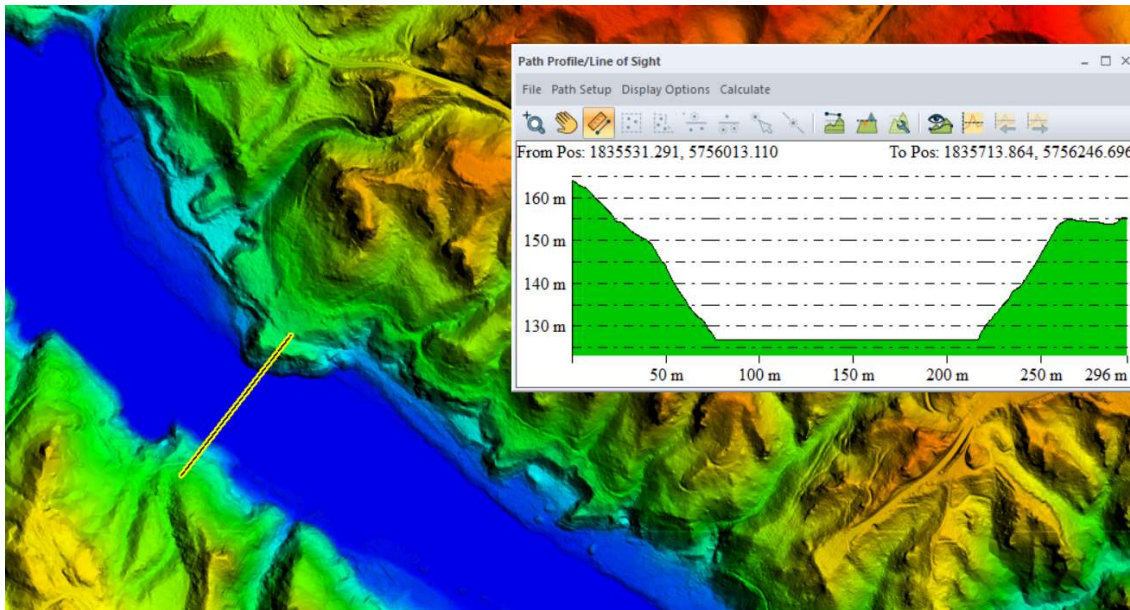 Path Profile/Line of Sight
File Path Setup Display Options Calculate
From Pos: 1835531.291, 5756013.110 To Pos: 1835713.864, 5756246.696
160 m
150 m
140 m
130 m
50 m 100 m 150 m 200 m 250 m 296 m